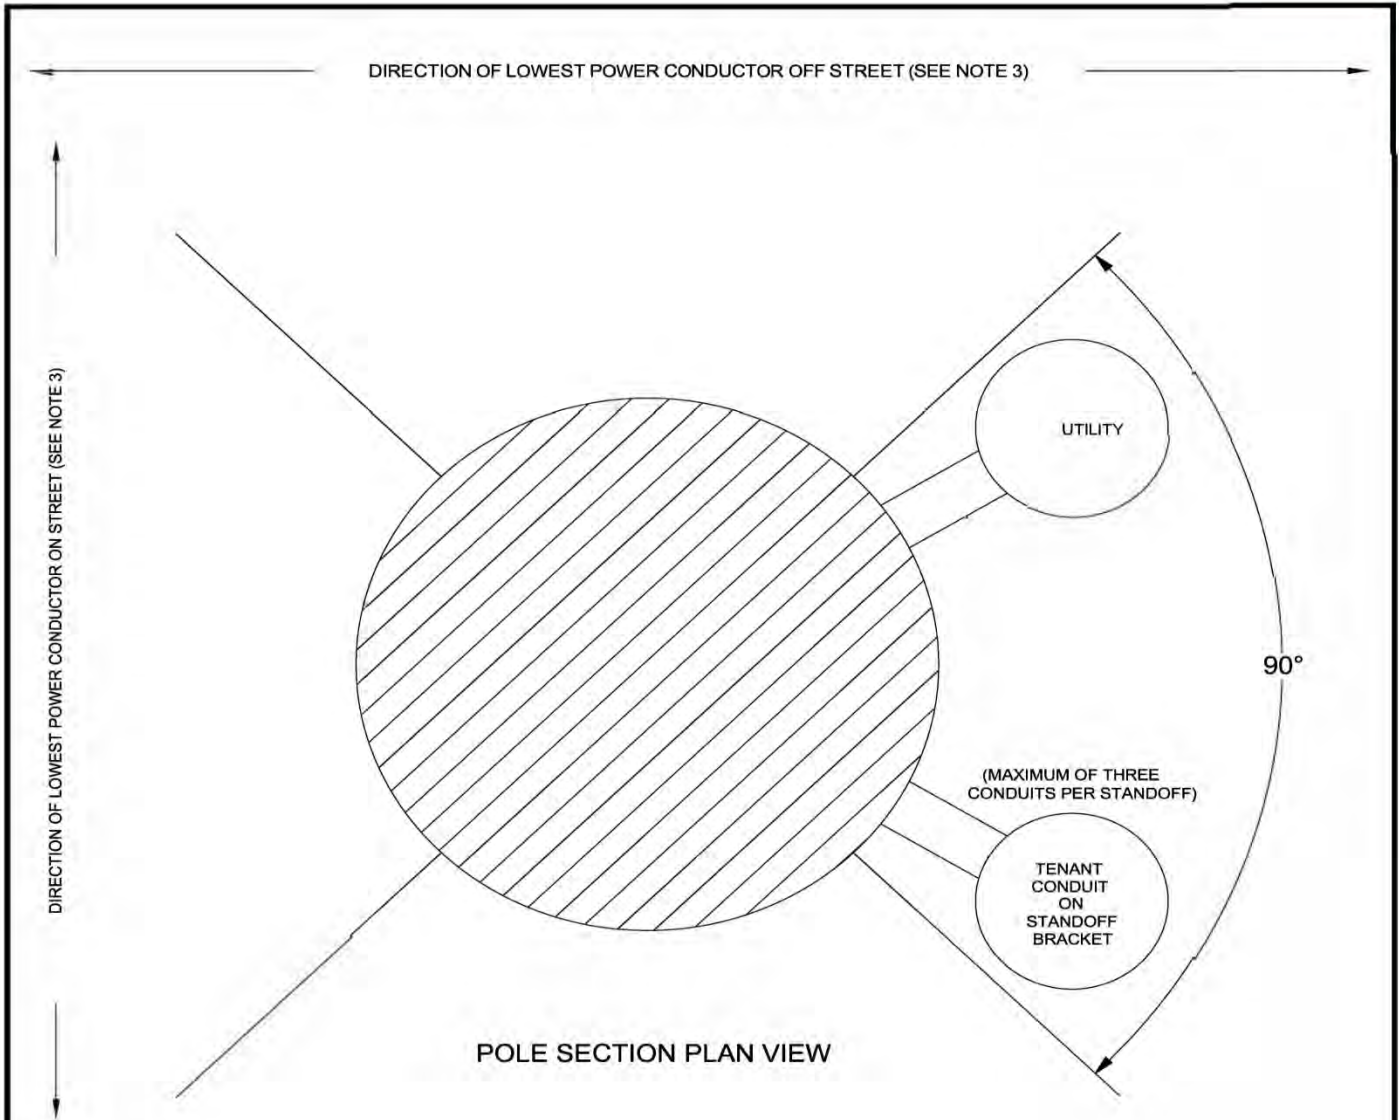 DIRECTION OF LOWEST POWER CONDUCTOR OFF STREET (SEE NOTE 3)
DIRECTION OF LOWEST POWER CONDUCTOR ON STREET (SEE NOTE 3)
UTILITY
90°
(MAXIMUM OF THREE
CONDUITS PER STANDOFF)
TENANT
CONDUIT
ON
STANDOFF
BRACKET
POLE SECTION PLAN VIEW